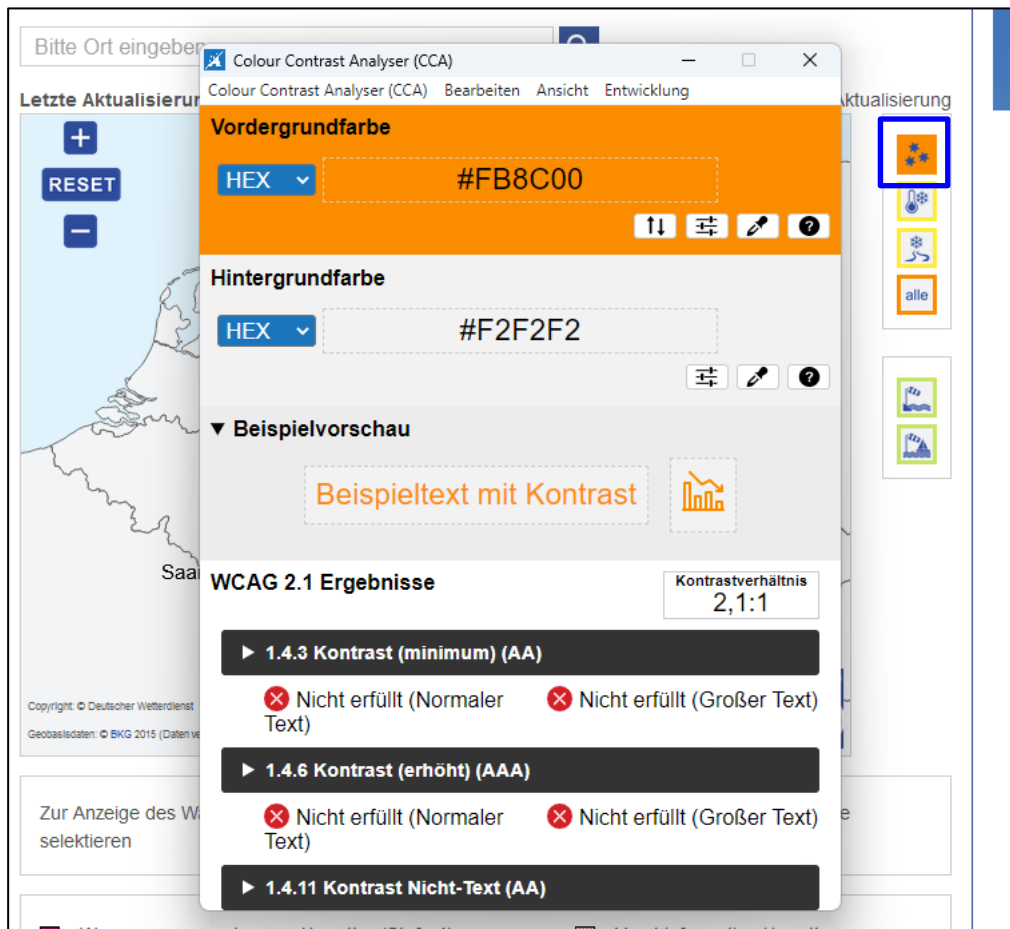 Bitte Ort eingeben
Colour Contrast Analyser (CCA)
Colour Contrast Analyser (CCA) Bearbeiten Ansicht Entwicklung
Letzte
Vordergrundfarbe
HEX #FB8C00
RESET
Hintergrundfarbe
alle
HEX #F2F2F2
▼ Beispielvorschau
Beispieltext mit Kontrast
WCAG 2.1 Ergebnisse
Kontrastverhältnis
2,1:1
▶ 1.4.3 Kontrast (minimum) (AA)
Nicht erfüllt (Normaler Text)
Nicht erfüllt (Großer Text)
Copyright: © Deutscher Wetterdienst
Geobasisdaten: © BKG 2015 (Daten
▶ 1.4.6 Kontrast (erhöht) (AAA)
Nicht erfüllt (Normaler Text)
Nicht erfüllt (Großer Text)
Zur Anzeige des
selektieren
▶ 1.4.11 Kontrast Nicht-Text (AA)